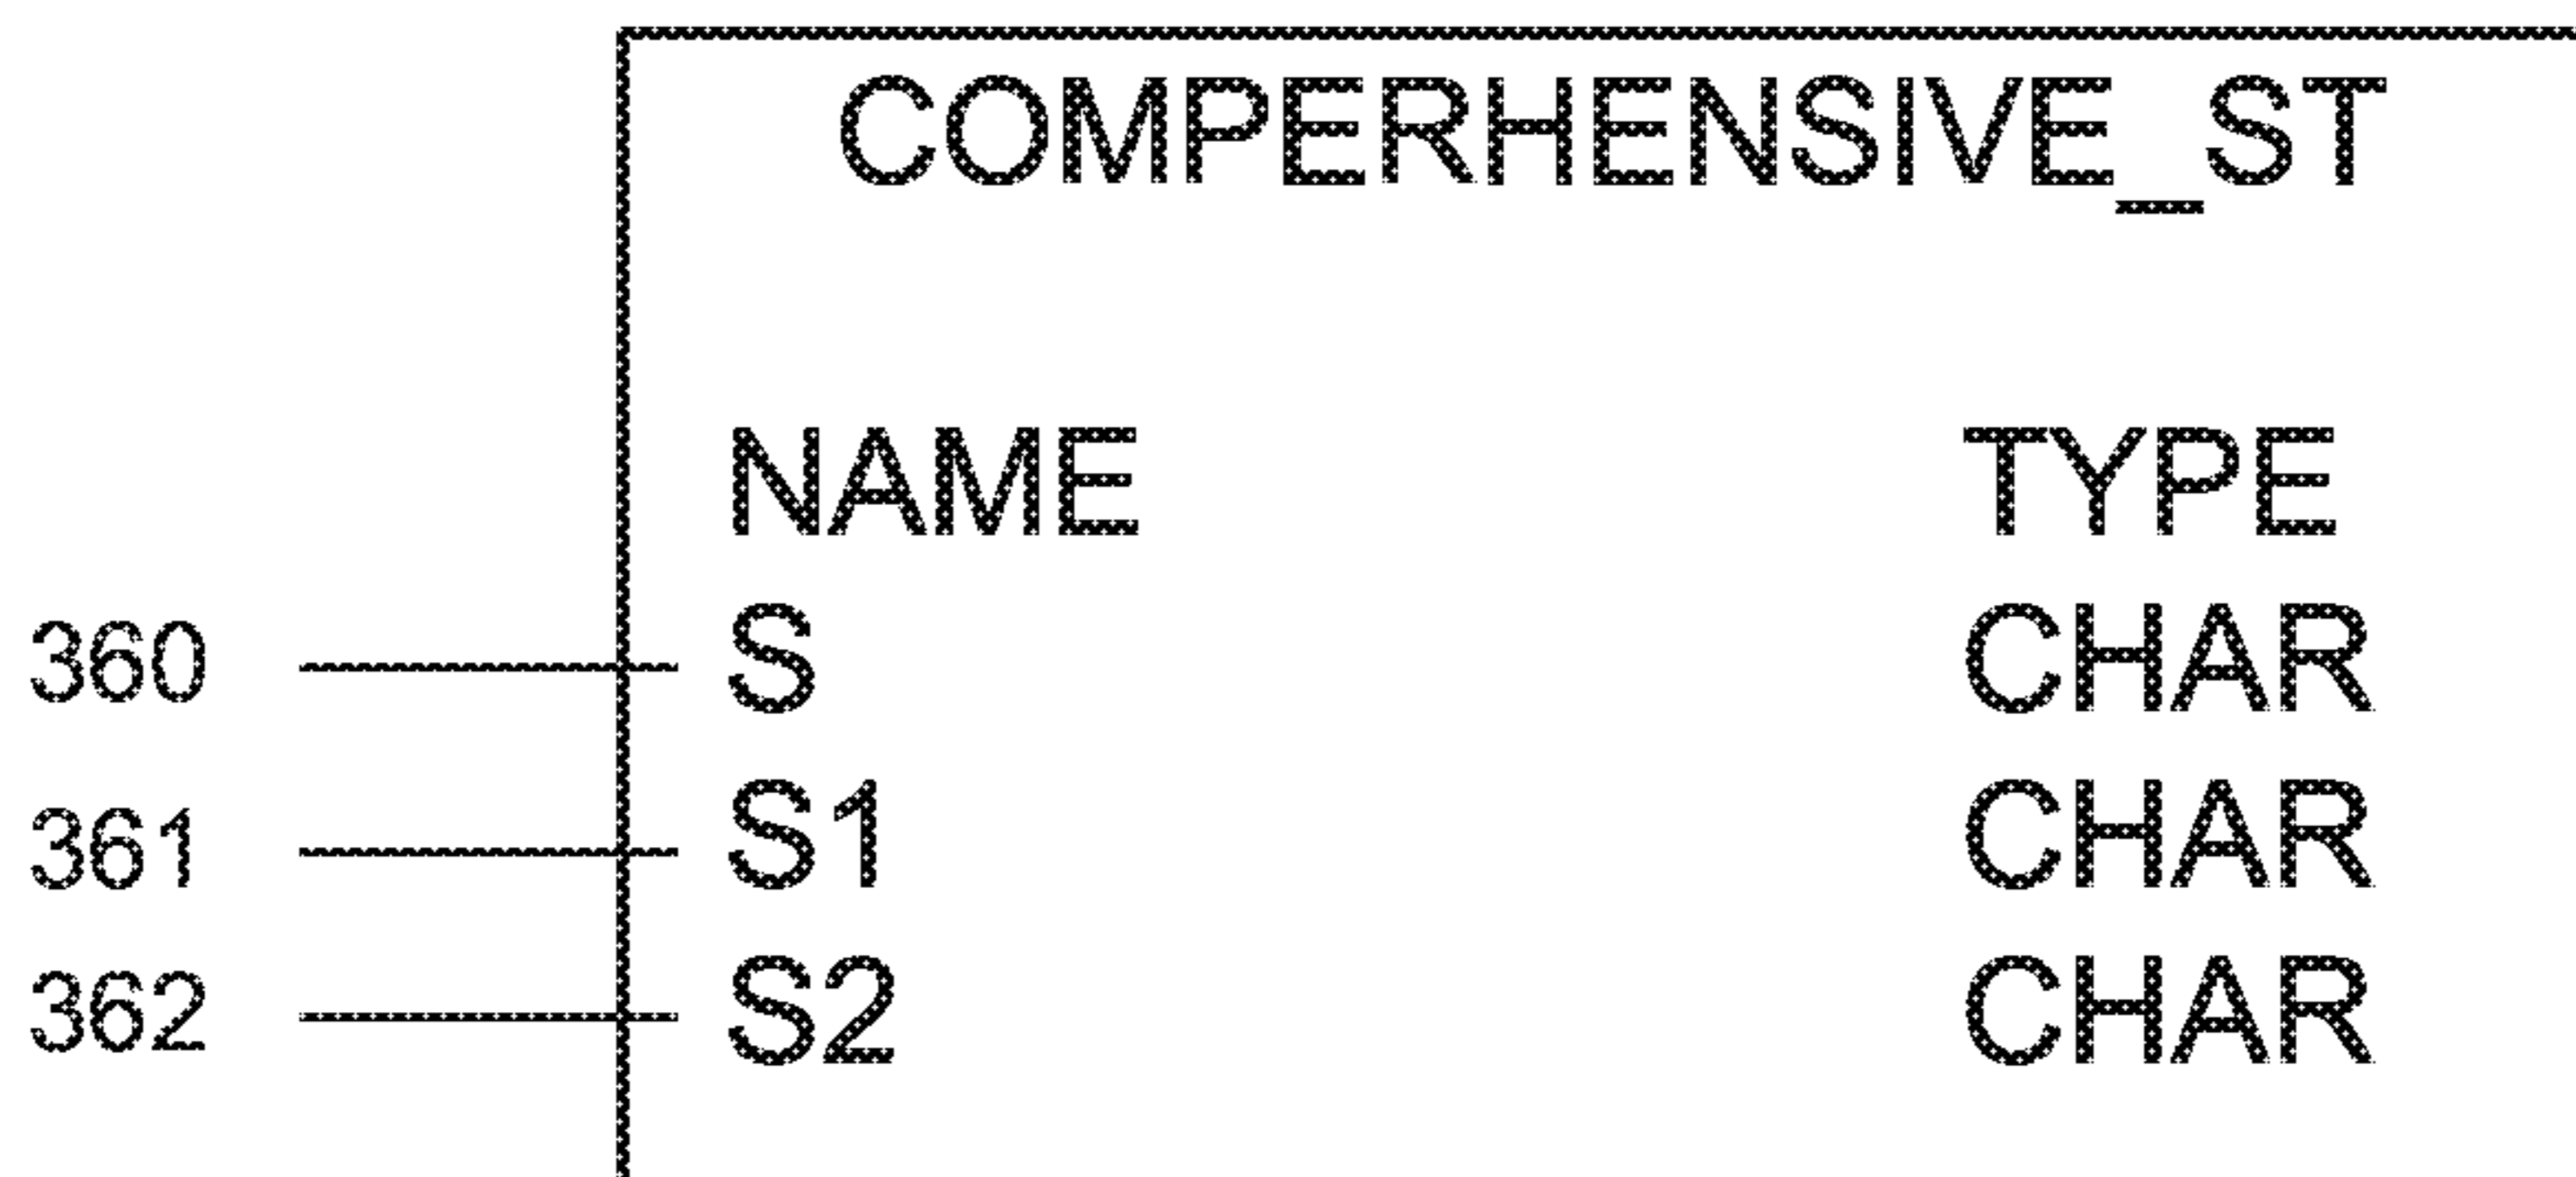 COMPERHENSIVE_ST
NAME TYPE
360 S CHAR
361 S1 CHAR
362 S2 CHAR